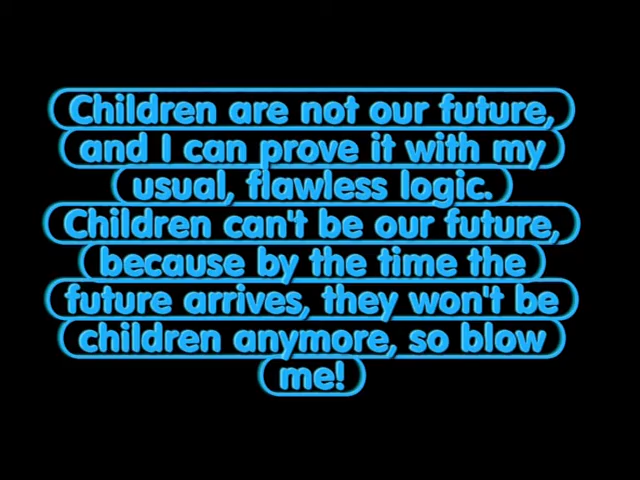 Children are not our future,
and I can prove it with my
usual, flawless logic.
Children can't be our future,
because by the time the
future arrives, they won't be
children anymore, so blow
me!